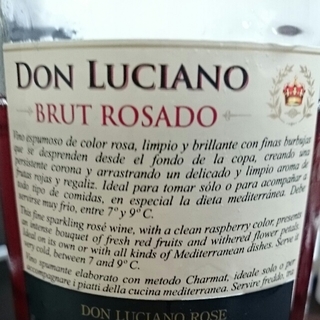 DON LUCIANO
BRUT ROSADO
Vino espumoso de color rosa, limpio y brillante con finas burbujas
que se desprenden desde el fondo de la copa, creando una
persistente corona y arrastrando un delicado y limpio aroma de
frutas rojas y regaliz. Ideal para tomar sólo o para acompañar a
todo tipo de comidas, en especial la dieta mediterránea. Debe
servirse muy frío, entre 7º y 9º C.
This fine sparkling rosé wine, with a clean raspberry color, presents
an intense bouquet of fresh red fruits and withered flower petals.
Ideal on its own or with all kinds of Mediterranean dishes. Serve it
very cold, between 7 and 9º C.
Vino spumante elaborato con metodo Charmat, ideale solo o per
accompagnare i piatti della cucina mediterranea. Servire freddo, tra
DON LUCIANO ROSE